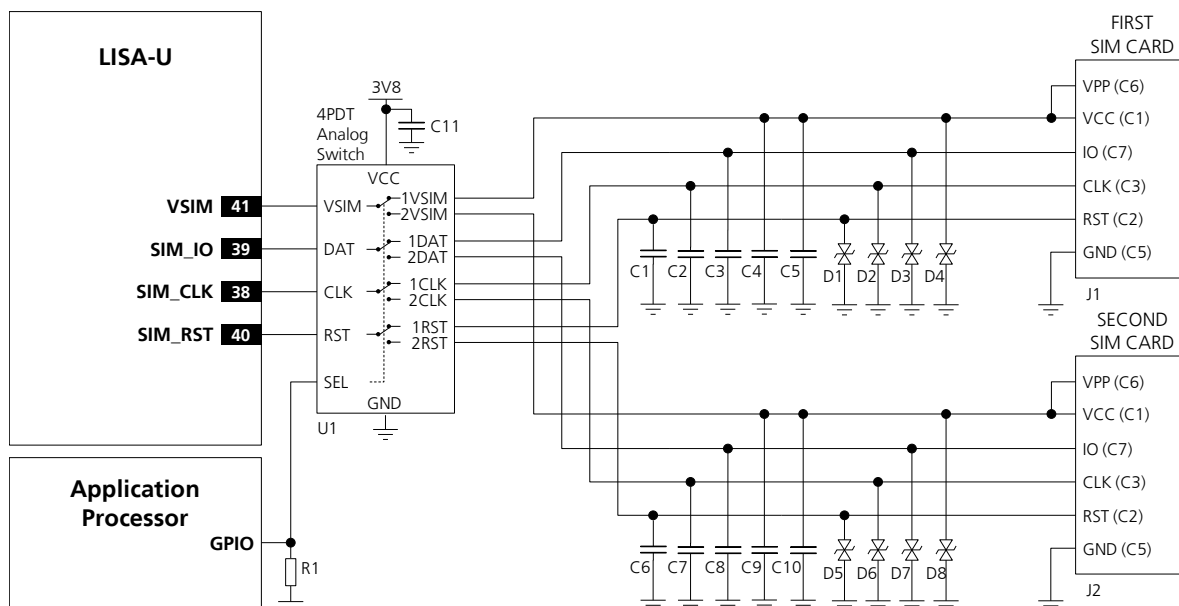 LISA-U
VSIM 41
SIM_IO 39
SIM_CLK 38
SIM_RST 40
Application
Processor
GPIO
R1
3V8
C11
4PDT
Analog
Switch
VCC
VSIM
1VSIM
2VSIM
DAT
1DAT
2DAT
CLK
1CLK
2CLK
RST
1RST
2RST
SEL
GND
U1
C1 C2 C3 C4 C5 D1 D2 D3 D4
FIRST
SIM CARD
VPP (C6)
VCC (C1)
IO (C7)
CLK (C3)
RST (C2)
GND (C5)
J1
C6 C7 C8 C9 C10 D5 D6 D7 D8
SECOND
SIM CARD
VPP (C6)
VCC (C1)
IO (C7)
CLK (C3)
RST (C2)
GND (C5)
J2